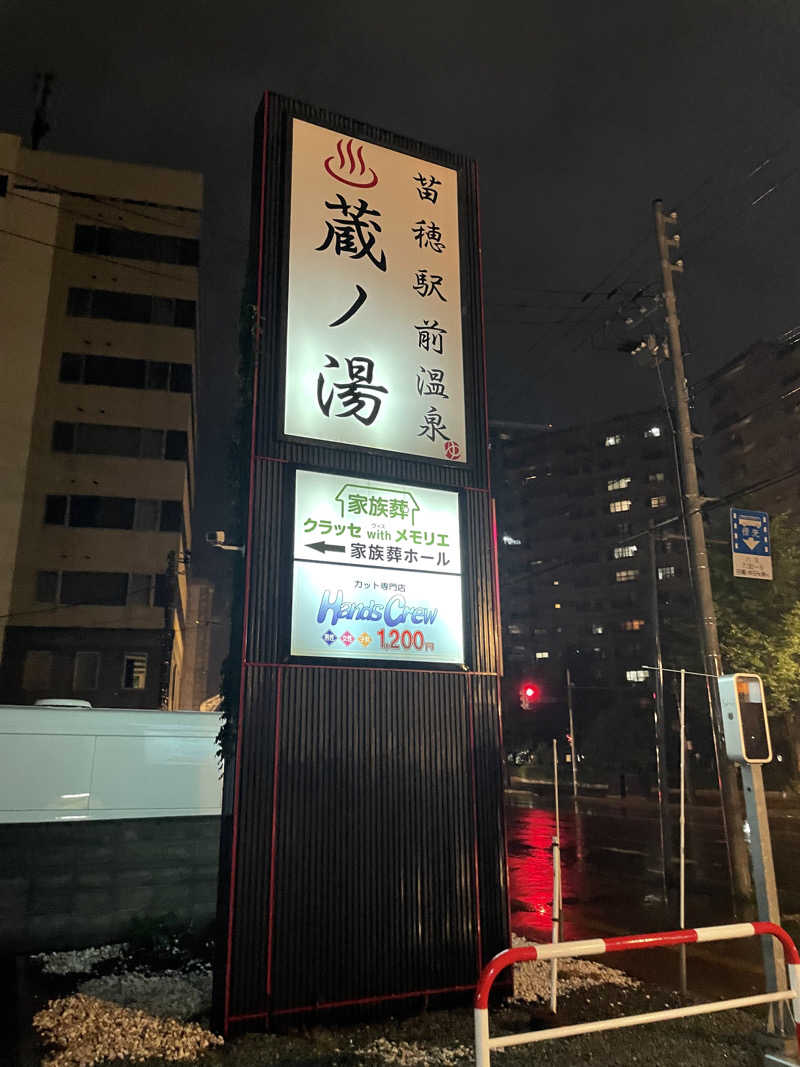 苗穂駅前温泉
蔵ノ湯
ゆ
家族葬
クラッセ with メモリエ
ウィズ
家族葬ホール
カット専門店
Hands Crew
1,200円